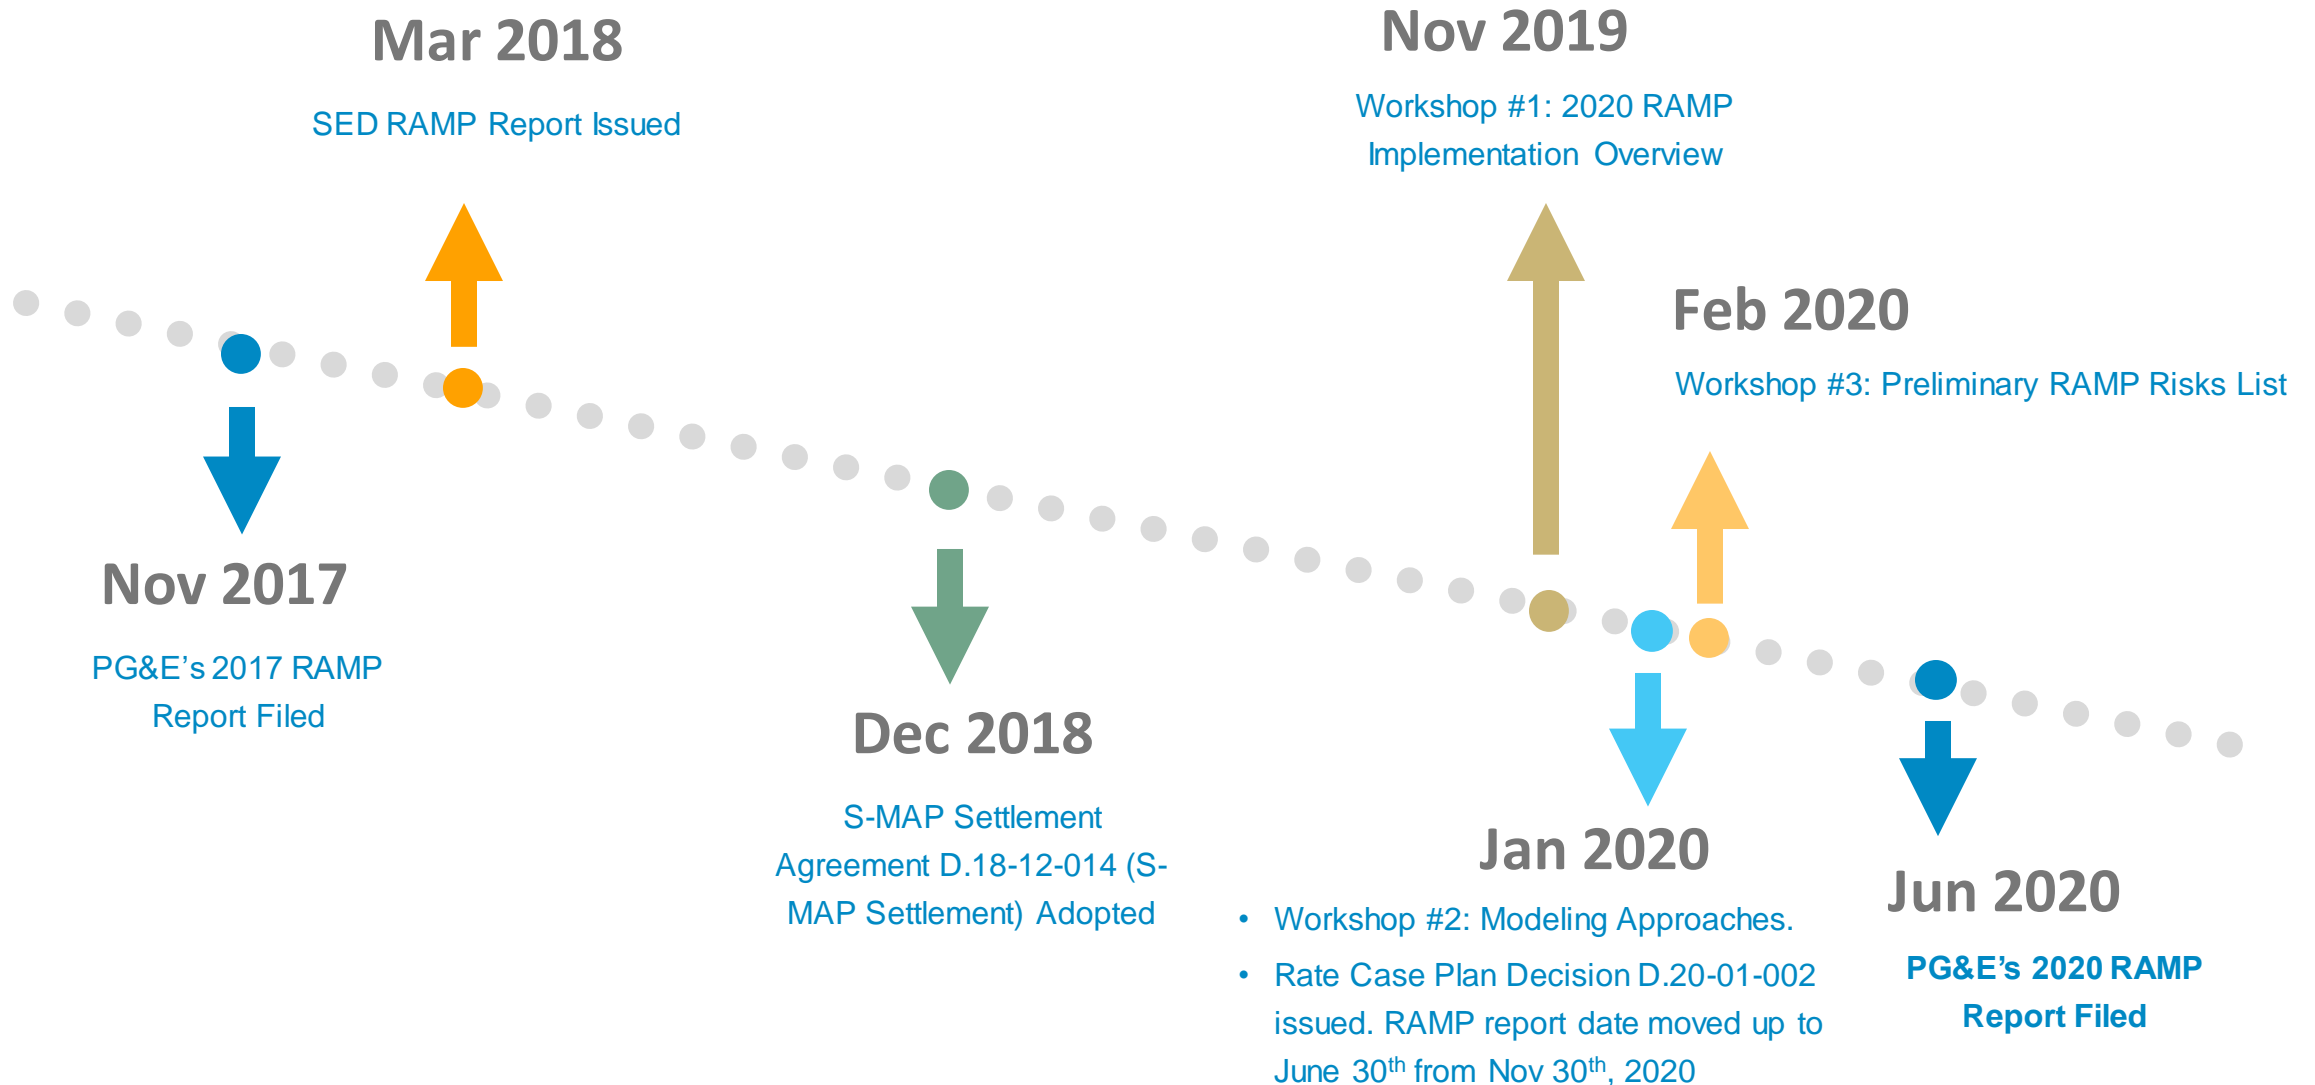 Mar 2018
SED RAMP Report Issued
Nov 2019
Workshop #1: 2020 RAMP
Implementation Overview
Feb 2020
Workshop #3: Preliminary RAMP Risks List
Nov 2017
PG&E’s 2017 RAMP
Report Filed
Dec 2018
S-MAP Settlement
Agreement D.18-12-014 (S-
MAP Settlement) Adopted
Jan 2020
• Workshop #2: Modeling Approaches.
• Rate Case Plan Decision D.20-01-002
issued. RAMP report date moved up to
June 30th from Nov 30th, 2020
Jun 2020
PG&E’s 2020 RAMP
Report Filed